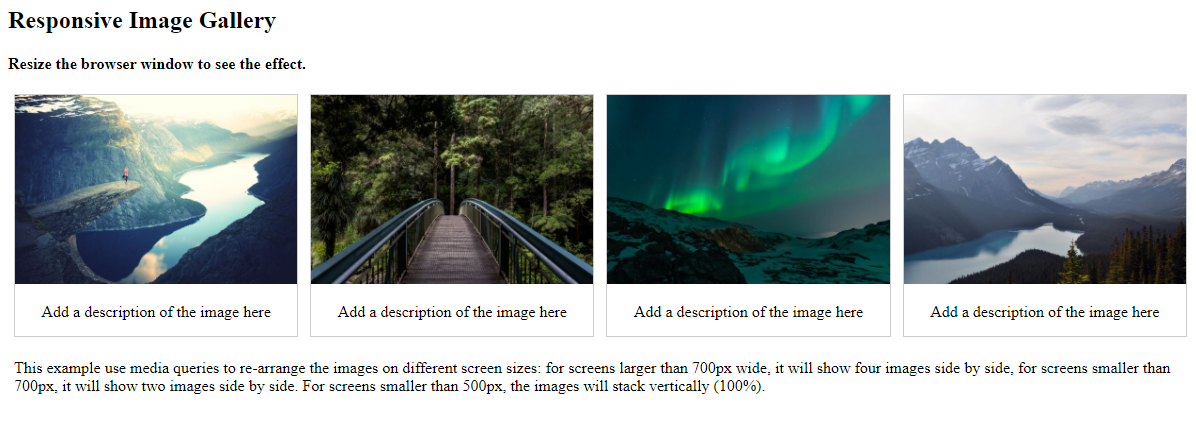 Responsive Image Gallery
Resize the browser window to see the effect.
Add a description of the image here
Add a description of the image here
Add a description of the image here
Add a description of the image here
This example use media queries to re-arrange the images on different screen sizes: for screens larger than 700px wide, it will show four images side by side, for screens smaller than
700px, it will show two images side by side. For screens smaller than 500px, the images will stack vertically (100%).